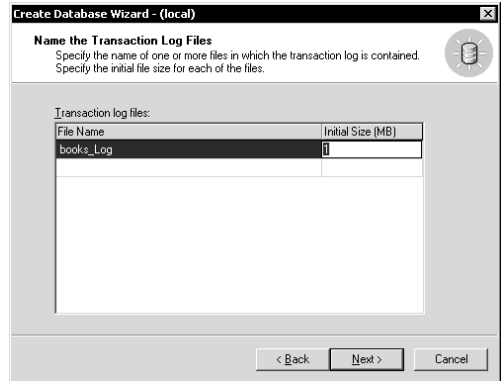 Create Database Wizard - (local)
Name the Transaction Log Files
Specify the name of one or more files in which the transaction log is contained.
Specify the initial file size for each of the files.
Transaction log files:
File Name Initial Size (MB)
books_Log 1
< Back Next > Cancel